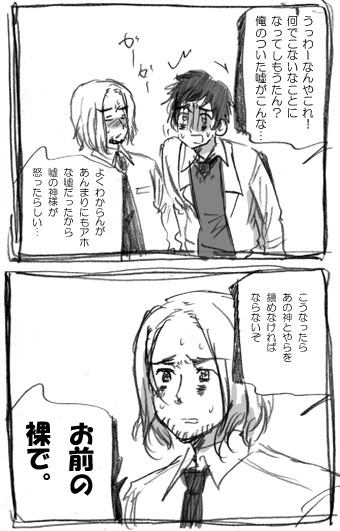 うっわーなんやこれ！
何でこないなことに
なってしもうたん？
俺のついた嘘がこんな…
ガーガー
よくわからんが
あんまりにもアホ
な嘘だったから
嘘の神様が
怒ったらしい…
こうなったら
あの神とやらを
鎮めなければ
ならないぞ
お前の
裸で。